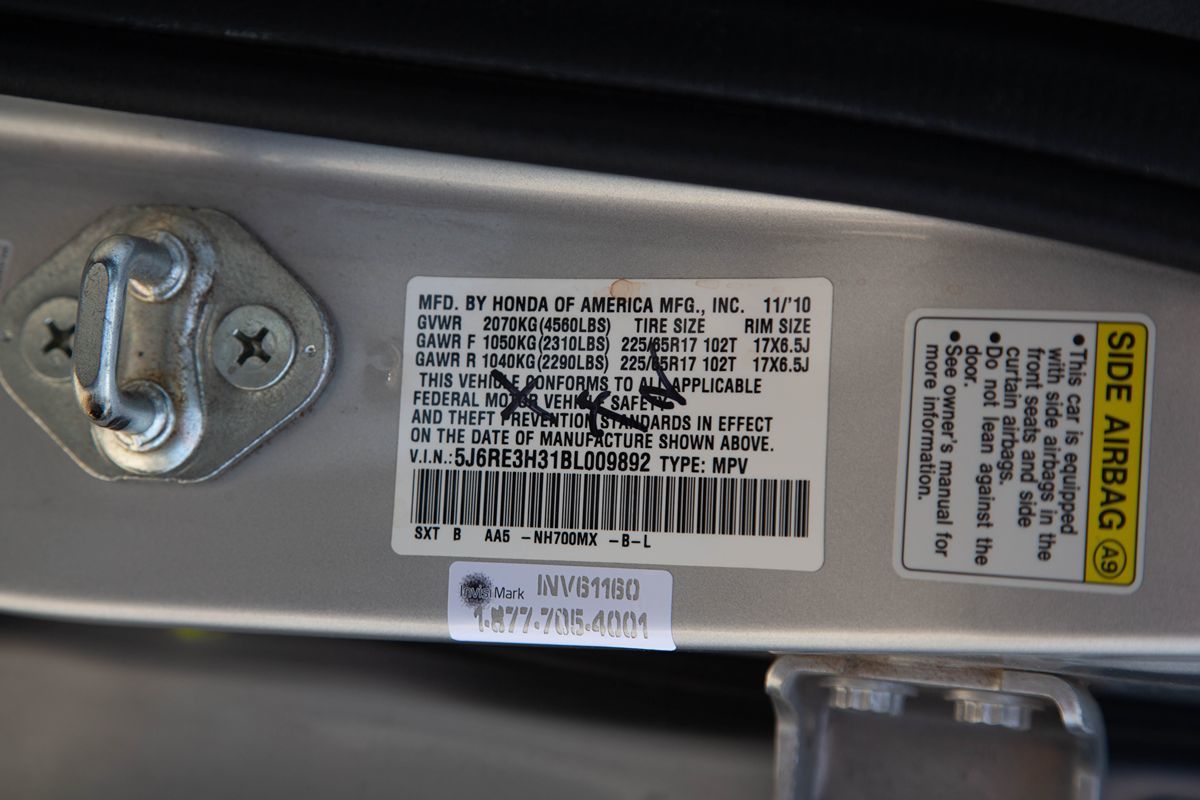 MFD. BY HONDA OF AMERICA MFG., INC. 11/'10
GVWR 2070KG(4560LBS) TIRE SIZE RIM SIZE
GAWR F 1050KG(2310LBS) 225/65R17 102T 17X6.5J
GAWR R 1040KG(2290LBS) 225/65R17 102T 17X6.5J
THIS VEHICLE CONFORMS TO ALL APPLICABLE
FEDERAL MOTOR VEHICLE SAFETY
AND THEFT PREVENTION STANDARDS IN EFFECT
ON THE DATE OF MANUFACTURE SHOWN ABOVE.
V.I.N.:5J6RE3H31BL009892 TYPE: MPV
SXT B AA5 -NH700MX -B-L
InvisiMark INV61160
1-877-705-4001
SIDE AIRBAG A9
•This car is equipped
with side airbags in the
front seats and side
curtain airbags.
•Do not lean against the
door.
•See owner's manual for
more information.